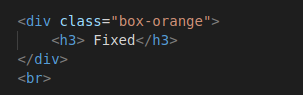 <div class="box-orange">
    <h3> Fixed</h3>
</div>
<br>